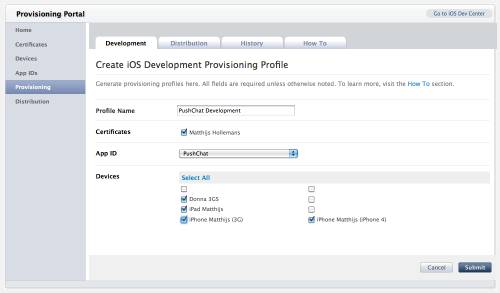 Provisioning Portal
Go to iOS Dev Center
Home
Certificates
Devices
App IDs
Provisioning
Distribution
Development
Distribution
History
How To
Create iOS Development Provisioning Profile
Generate provisioning profiles here. All fields are required unless otherwise noted. To learn more, visit the How To section.
Profile Name
PushChat Development
Certificates
Matthijs Hollemans
App ID
PushChat
Devices
Select All
Donna 3GS
iPad Matthijs
iPhone Matthijs (3G)
iPhone Matthijs (iPhone 4)
Cancel
Submit